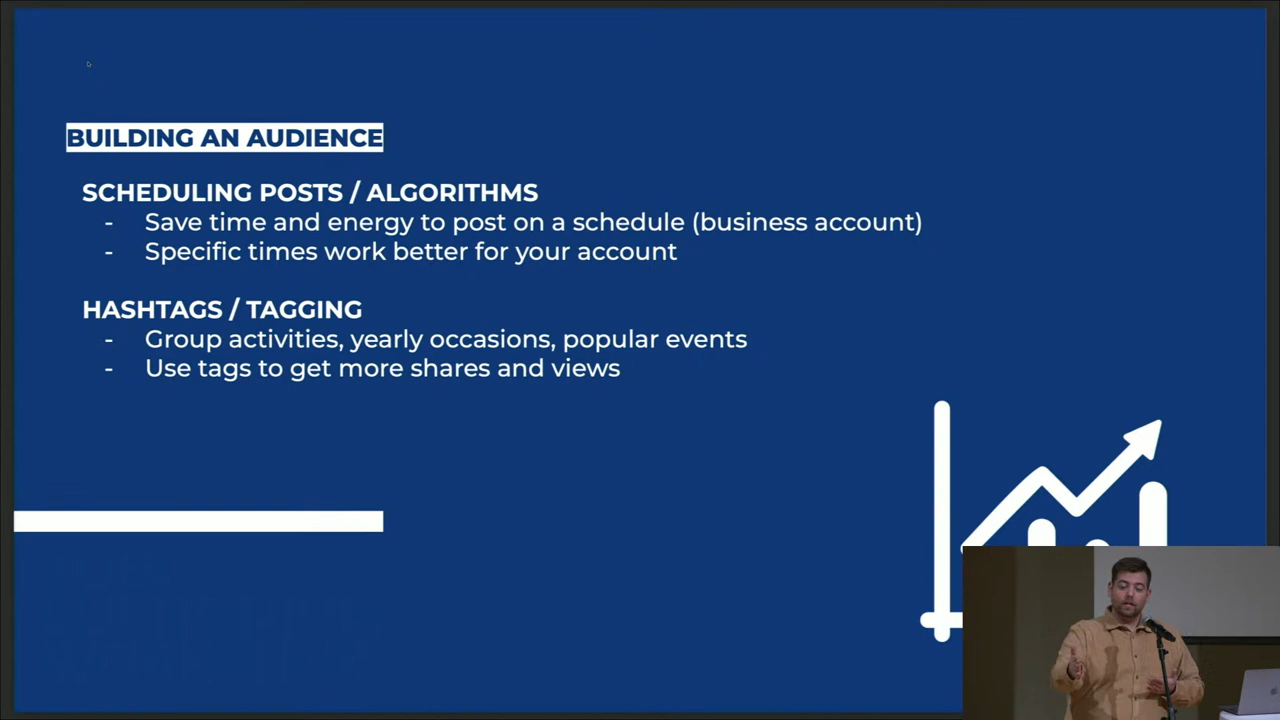 BUILDING AN AUDIENCE
SCHEDULING POSTS / ALGORITHMS
- Save time and energy to post on a schedule (business account)
- Specific times work better for your account
HASHTAGS / TAGGING
- Group activities, yearly occasions, popular events
- Use tags to get more shares and views